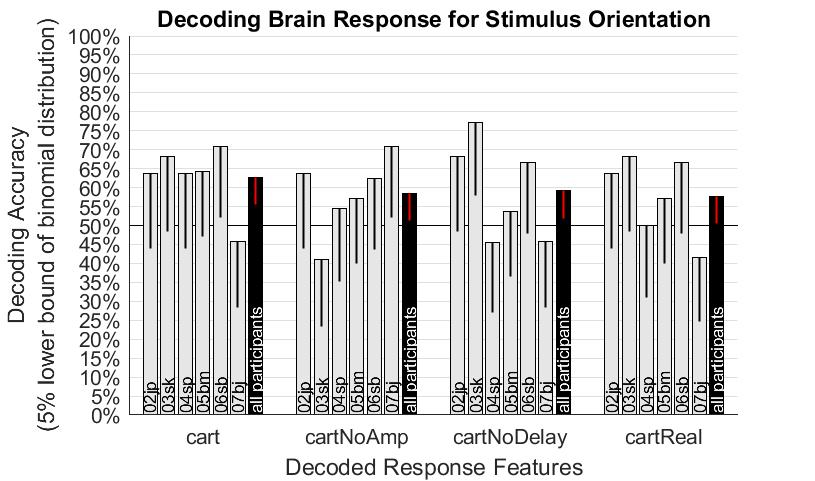 Decoding Brain Response for Stimulus Orientation
Decoding Accuracy
(5% lower bound of binomial distribution)
100%
95%
90%
85%
80%
75%
70%
65%
60%
55%
50%
45%
40%
35%
30%
25%
20%
15%
10%
5%
0%
02jp
03sk
04sp
05bm
06sb
07bj
all participants
02jp
03sk
04sp
05bm
06sb
07bj
all participants
02jp
03sk
04sp
05bm
06sb
07bj
all participants
02jp
03sk
04sp
05bm
06sb
07bj
all participants
cart
cartNoAmp
cartNoDelay
cartReal
Decoded Response Features